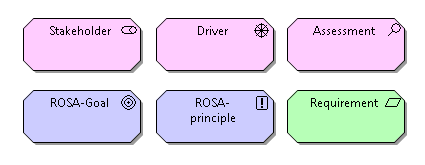 Stakeholder
Driver
Assessment
ROSA-Goal
ROSA-
principle
Requirement